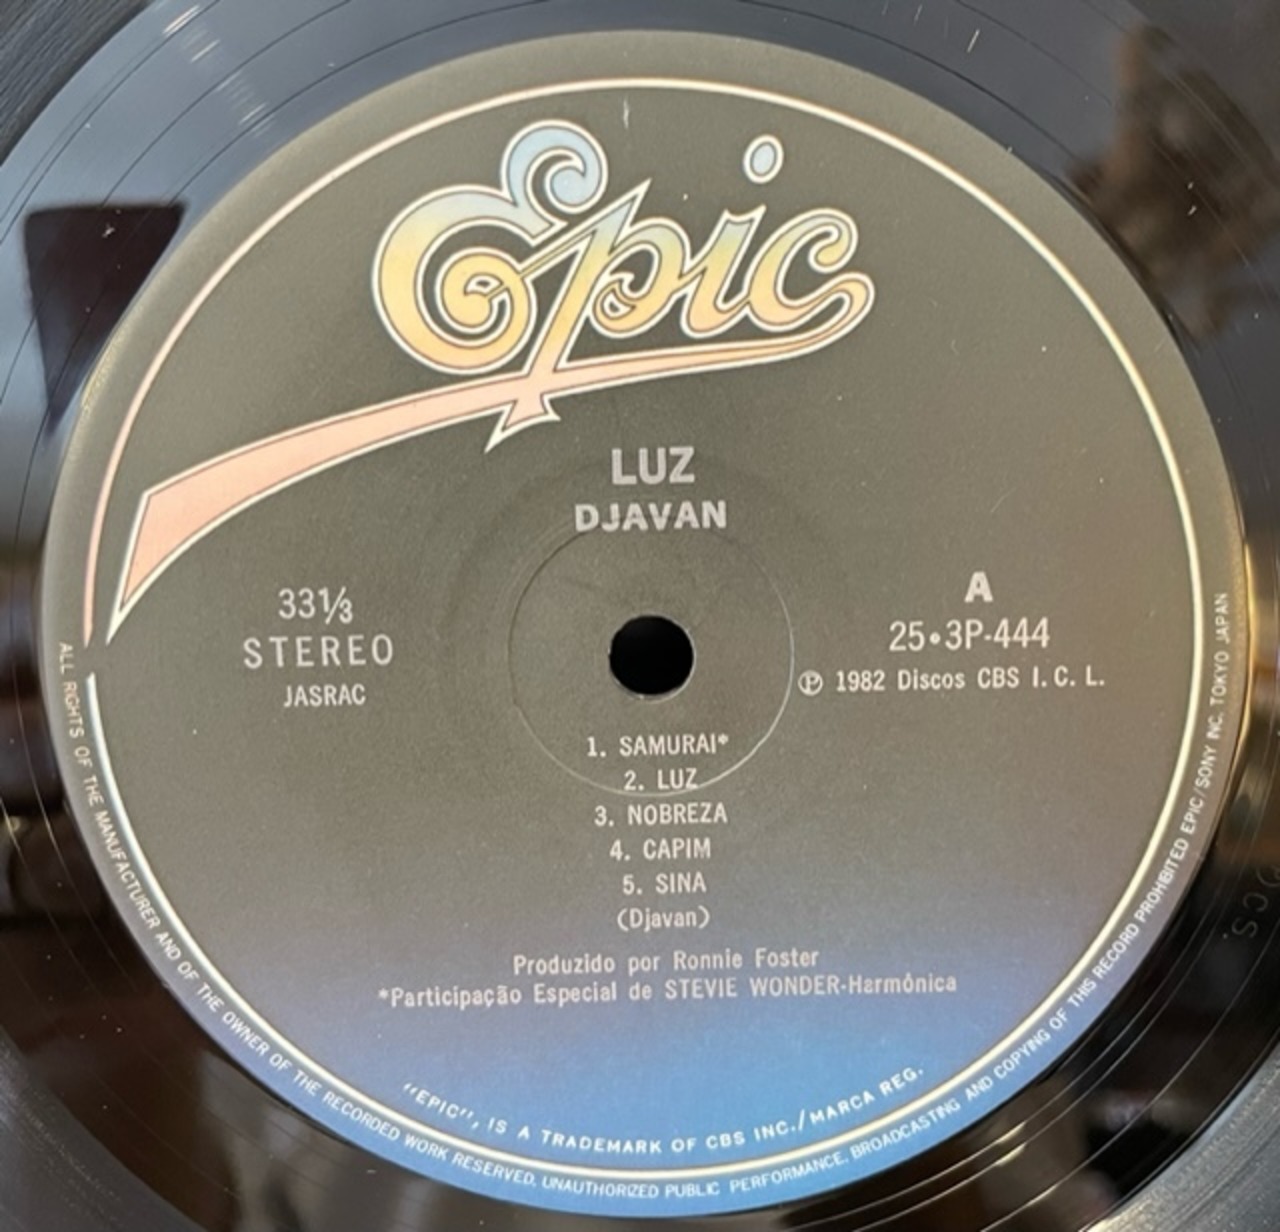 Epic
LUZ
DJAVAN
33⅓
STEREO
JASRAC
A
25•3P-444
Ⓟ 1982 Discos CBS I. C. L.
1. SAMURAI*
2. LUZ
3. NOBREZA
4. CAPIM
5. SINA
(Djavan)
Produzido por Ronnie Foster
*Participação Especial de STEVIE WONDER-Harmônica
"EPIC", IS A TRADEMARK OF CBS INC./MARCA REG.
ALL RIGHTS OF THE MANUFACTURER AND OF THE OWNER OF THE RECORDED WORK RESERVED. UNAUTHORIZED PUBLIC PERFORMANCE, BROADCASTING AND COPYING OF THIS RECORD PROHIBITED EPIC/SONY INC. TOKYO JAPAN